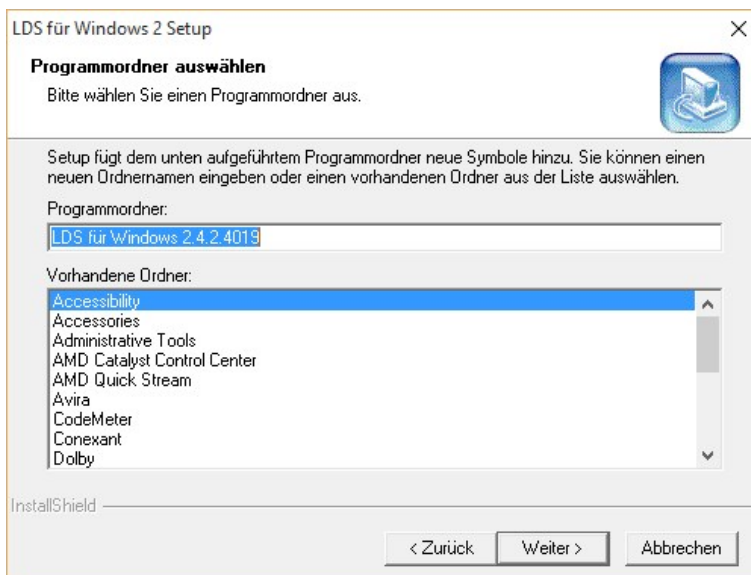 LDS für Windows 2 Setup
Programmordner auswählen
Bitte wählen Sie einen Programmordner aus.
Setup fügt dem unten aufgeführtem Programmordner neue Symbole hinzu. Sie können einen
neuen Ordnernamen eingeben oder einen vorhandenen Ordner aus der Liste auswählen.
Programmordner:
LDS für Windows 2.4.2.4019
Vorhandene Ordner:
Accessibility
Accessories
Administrative Tools
AMD Catalyst Control Center
AMD Quick Stream
Avira
CodeMeter
Conexant
Dolby
InstallShield
< Zurück Weiter > Abbrechen